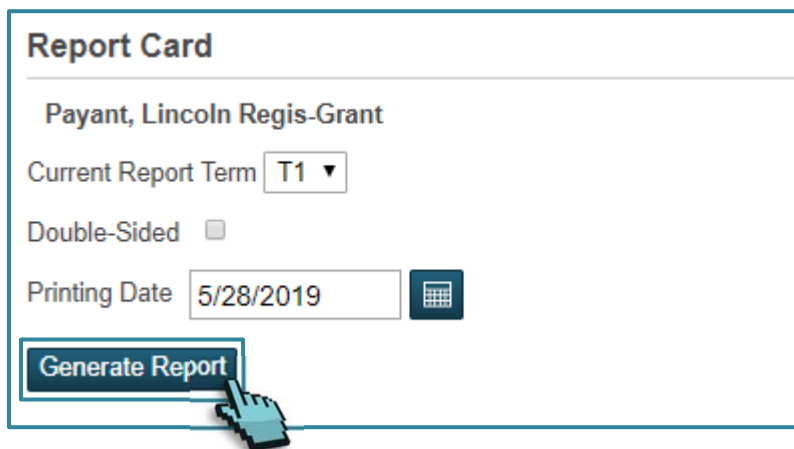 Report Card
Payant, Lincoln Regis-Grant
Current Report Term T1
Double-Sided
Printing Date 5/28/2019
Generate Report